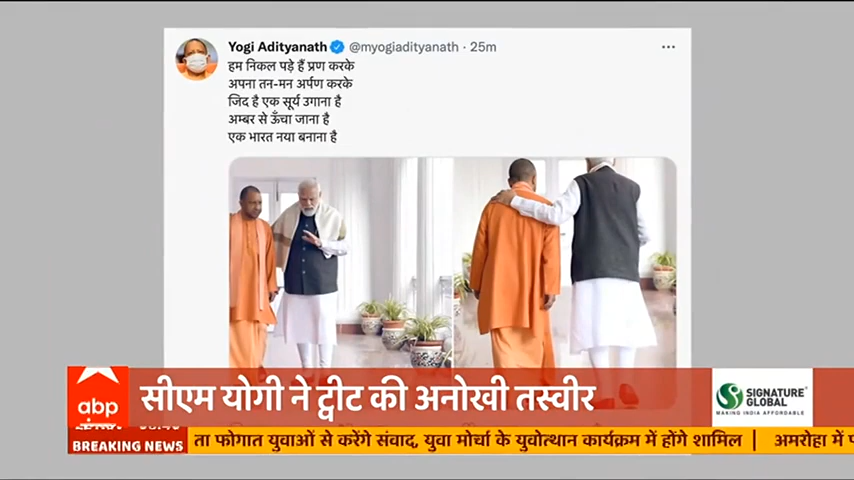 Yogi Adityanath @myogiadityanath · 25m
हम निकल पड़े हैं प्रण करके
अपना तन-मन अर्पण करके
जिद है एक सूर्य उगाना है
अम्बर से ऊँचा जाना है
एक भारत नया बनाना है
abp
सीएम योगी ने ट्वीट की अनोखी तस्वीर
SIGNATURE
GLOBAL
MAKING INDIA AFFORDABLE
BREAKING NEWS
ता फोगात युवाओं से करेंगे संवाद, युवा मोर्चा के युवोत्थान कार्यक्रम में होंगे शामिल | अमरोहा में